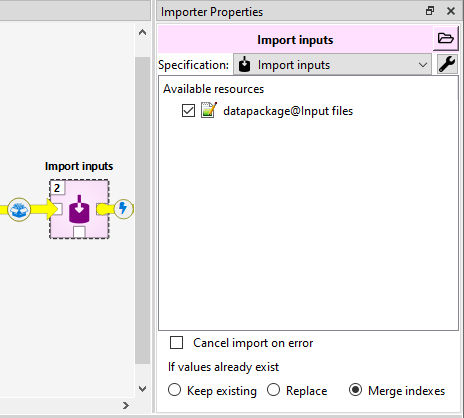 Importer Properties
Import inputs
Specification: Import inputs
Available resources
datapackage@Input files
Import inputs
2
Cancel import on error
If values already exist
Keep existing Replace Merge indexes